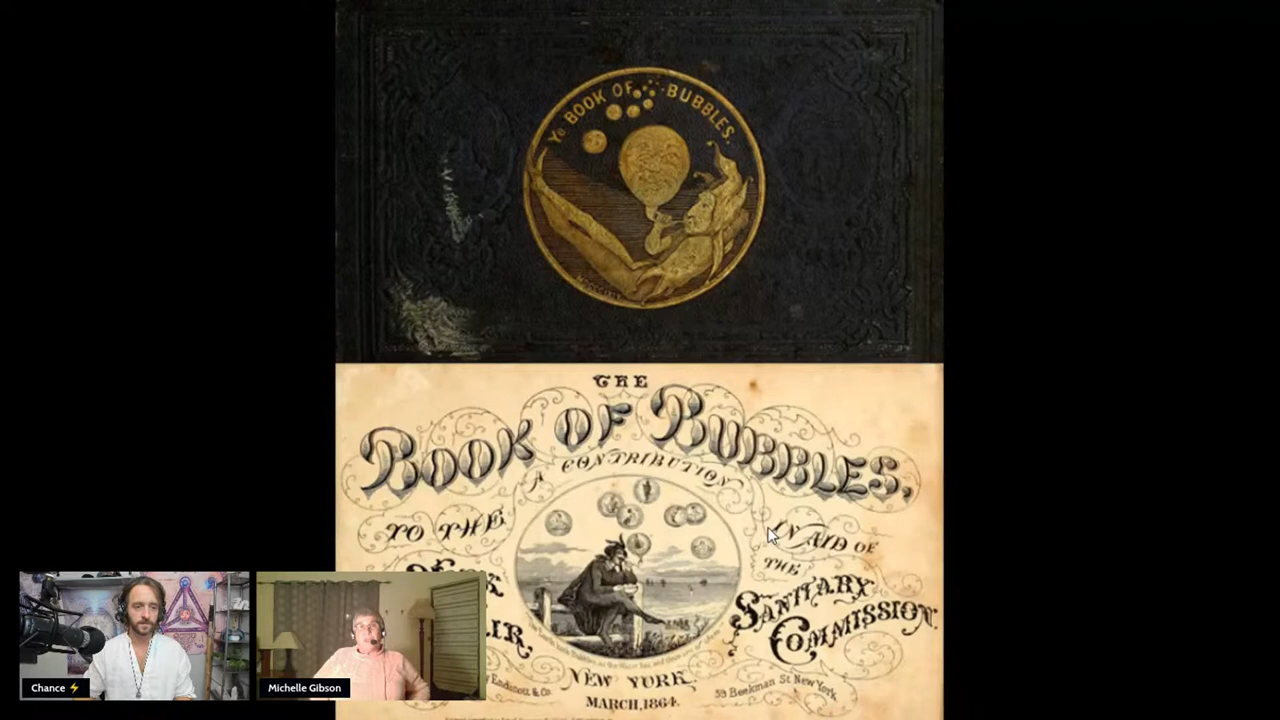 Ye BOOK OF BUBBLES.
THE
BOOK OF BUBBLES,
A CONTRIBUTION
TO THE
IN AID OF
THE
SANITARY
COMMISSION.
NEW YORK.
Endicott & Co.
59 Beekman St New York.
MARCH, 1864.
Chance ⚡
Michelle Gibson